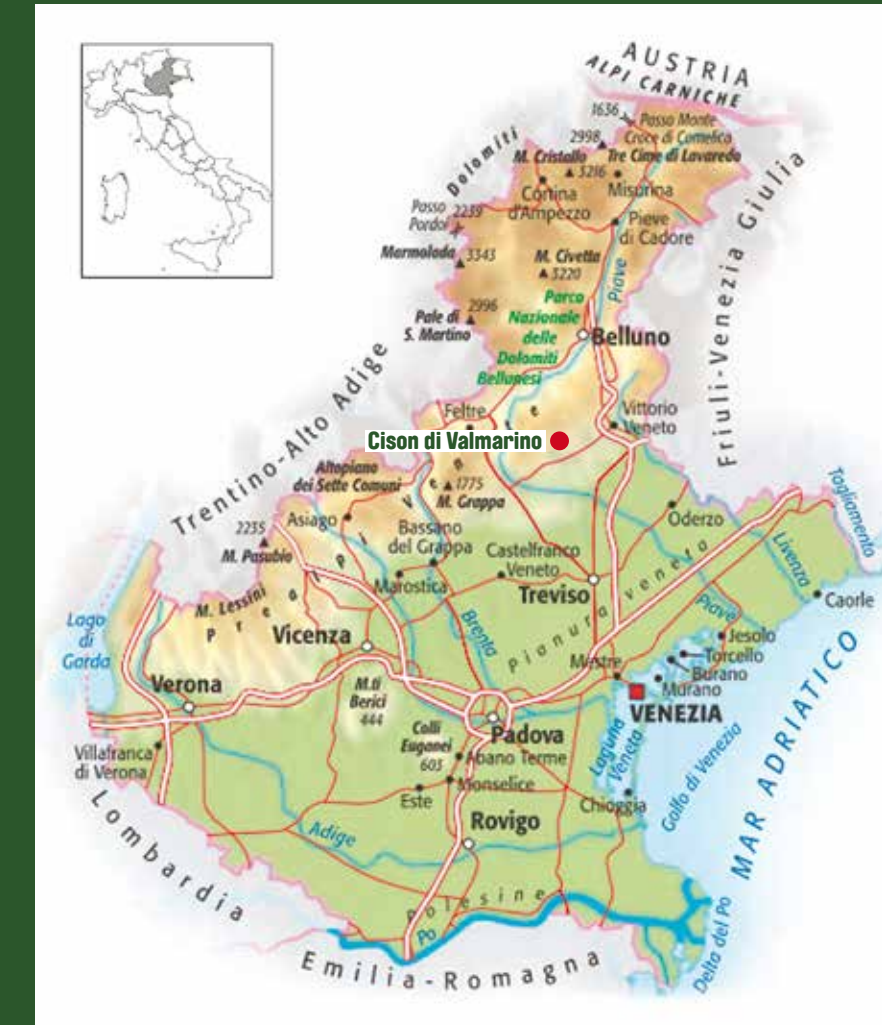 AUSTRIA
ALPI CARNICHE
1636
Passo Monte
Croce di Comelico
Dolomiti
2998
Tre Cime di Lavaredo
M. Cristallo
3216
Misurina
Cortina
d'Ampezzo
Passo
Pordoi
2239
Pieve
di Cadore
Marmolada
3343
M. Civetta
3220
Piave
Friuli-Venezia Giulia
Pale di
S. Martino
2996
Parco
Nazionale
delle
Dolomiti
Bellunesi
Belluno
Trentino-Alto Adige
Feltre
Vittorio
Veneto
Cison di Valmarino
Altopiano
dei Sette Comuni
1775
M. Grappa
Prealpi Venete
2235
M. Pasubio
Asiago
Bassano
del Grappa
Castelfranco
Veneto
Oderzo
Tagliamento
Livenza
Marostica
Treviso
Pianura veneta
Piave
Caorle
M. Lessini
Lago
di
Garda
Vicenza
Brenta
Mestre
Jesolo
Torcello
Burano
Murano
VENEZIA
Verona
M.ti
Berici
444
Padova
Colli
Euganei
603
Abano Terme
Laguna
Veneta
Golfo di Venezia
MAR ADRIATICO
Villafranca
di Verona
Monselice
Este
Chioggia
Lombardia
Adige
Rovigo
Polesine
Po
Delta del Po
Emilia-Romagna